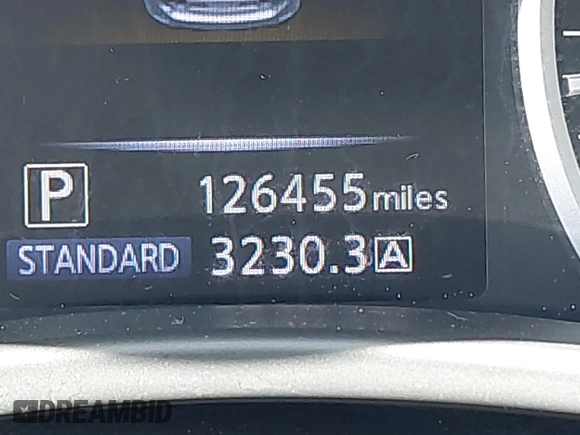 P 126455 miles
STANDARD 3230.3 A
DREAMBID